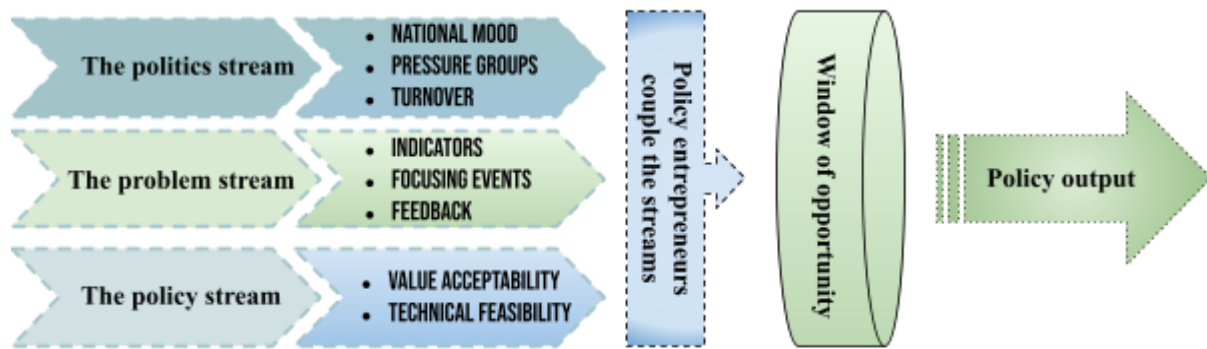 The politics stream
• NATIONAL MOOD
• PRESSURE GROUPS
• TURNOVER
The problem stream
• INDICATORS
• FOCUSING EVENTS
• FEEDBACK
The policy stream
• VALUE ACCEPTABILITY
• TECHNICAL FEASIBILITY
Policy entrepreneurs
couple the streams
Window of opportunity
Policy output